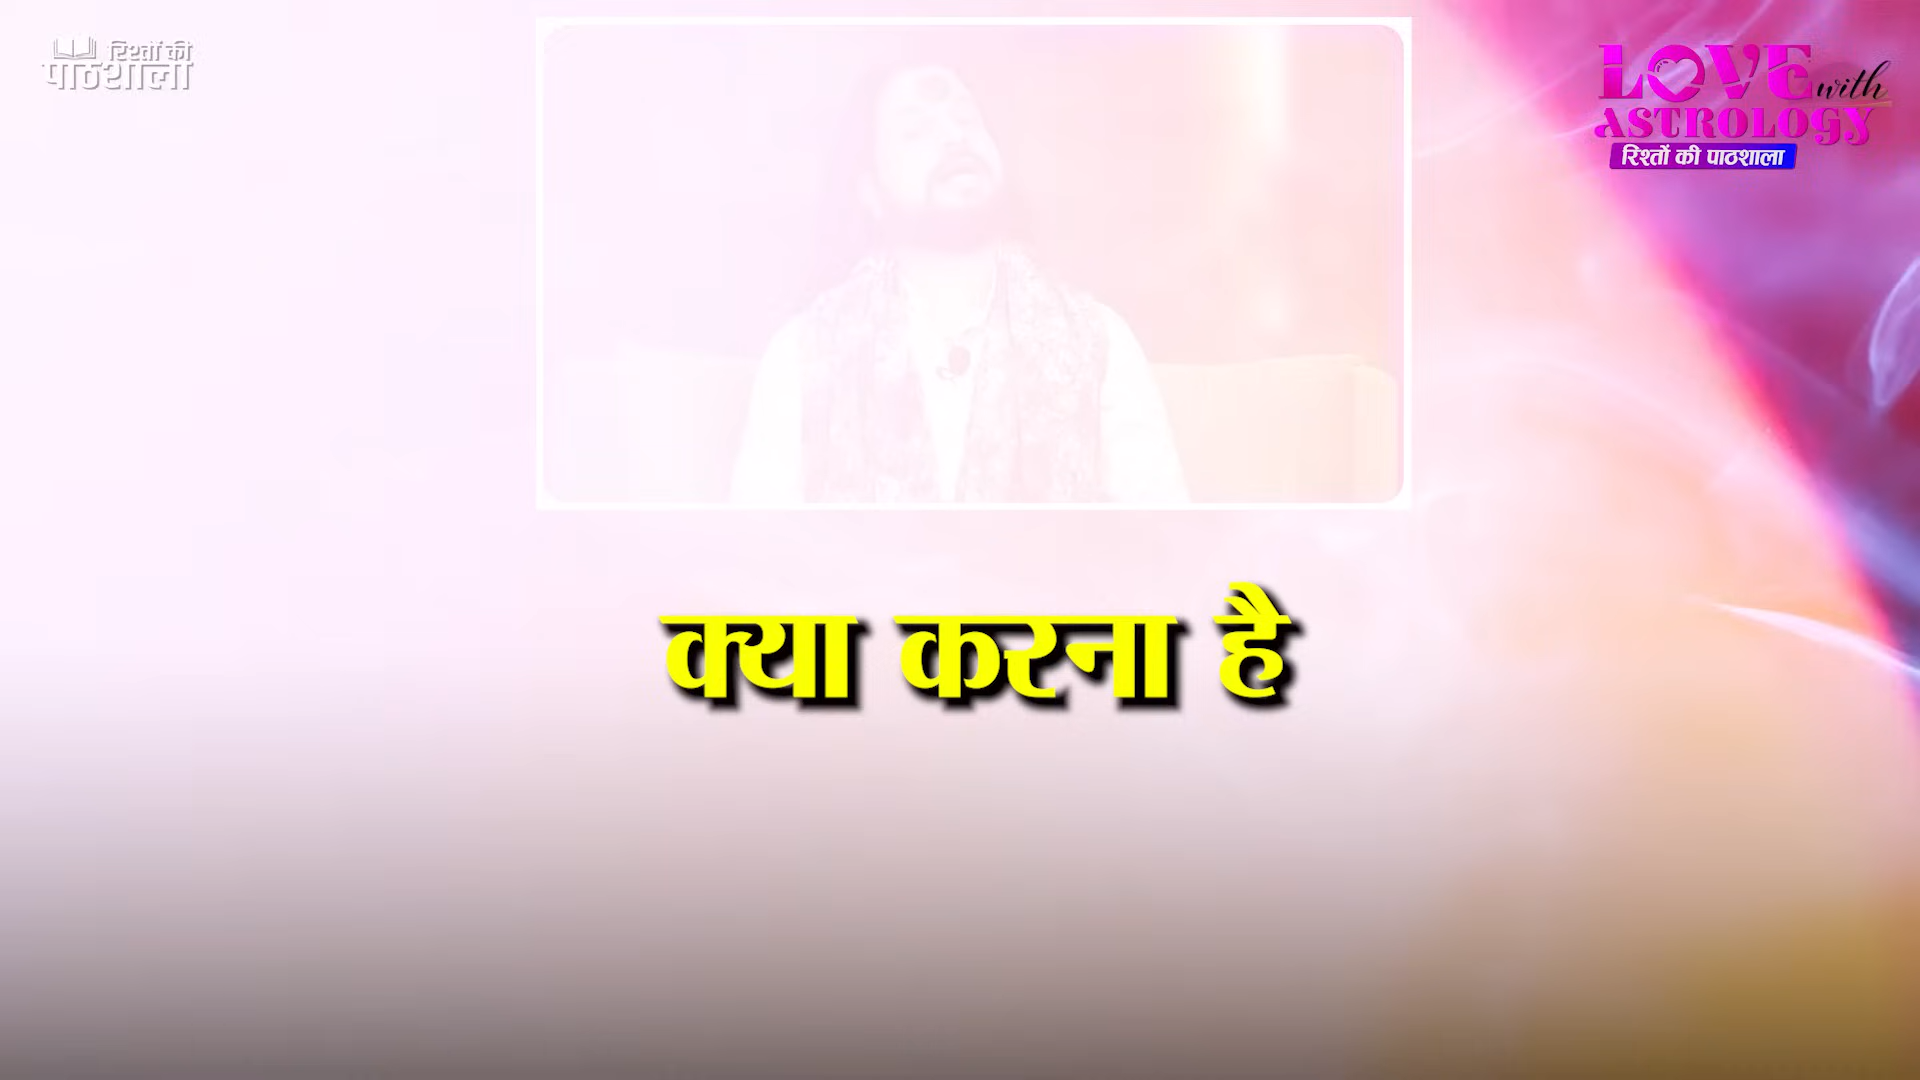 रिश्तों की
पाठशाला
LOVE with
ASTROLOGY
रिश्तों की पाठशाला
क्या करना है